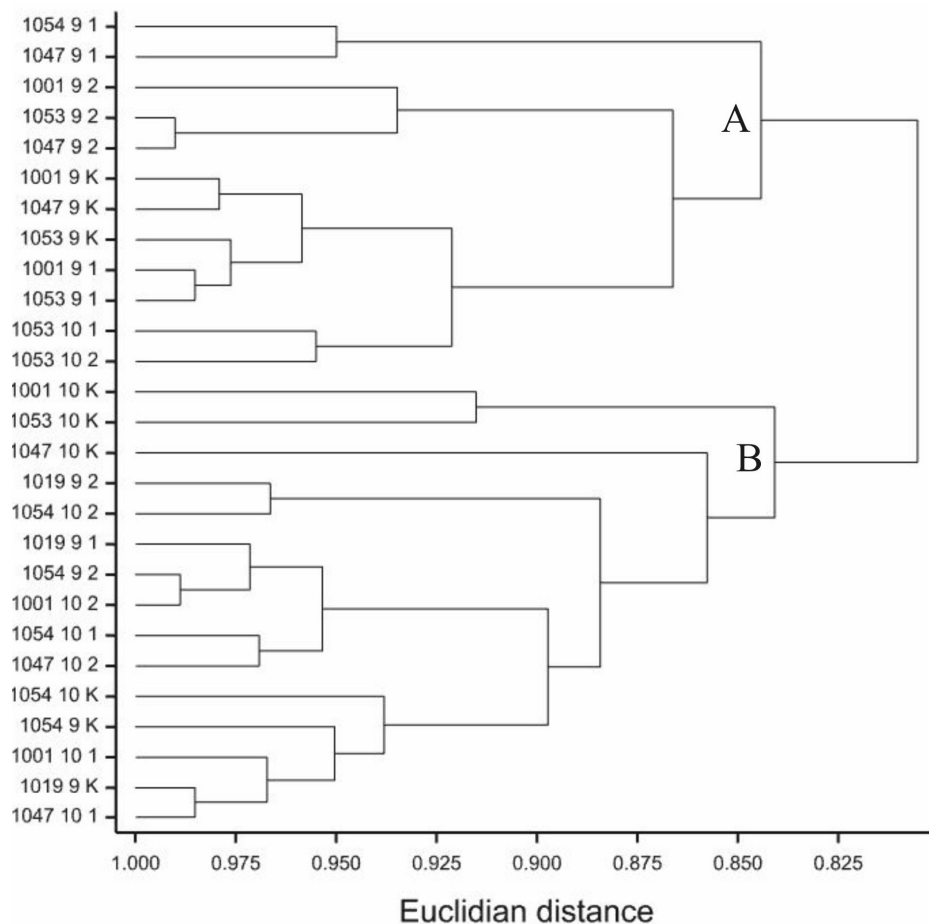 1054 9 1
1047 9 1
1001 9 2
1053 9 2
1047 9 2
1001 9 K
1047 9 K
1053 9 K
1001 9 1
1053 9 1
1053 10 1
1053 10 2
1001 10 K
1053 10 K
1047 10 K
1019 9 2
1054 10 2
1019 9 1
1054 9 2
1001 10 2
1054 10 1
1047 10 2
1054 10 K
1054 9 K
1001 10 1
1019 9 K
1047 10 1
A
B
1.000 0.975 0.950 0.925 0.900 0.875 0.850 0.825
Euclidian distance